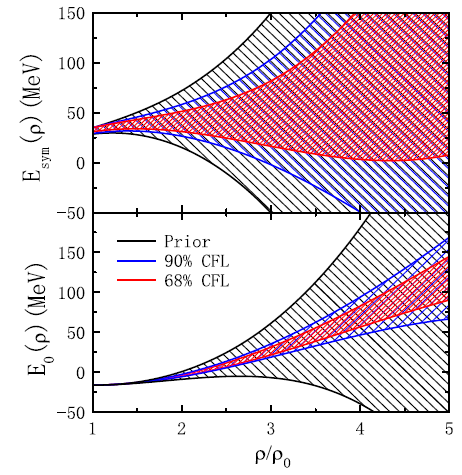 150
100
50
0
-50
E_sym(ρ)(MeV)
Prior
90% CFL
68% CFL
150
100
50
0
-50
E_0(ρ)(MeV)
1 2 3 4 5
ρ/ρ_0